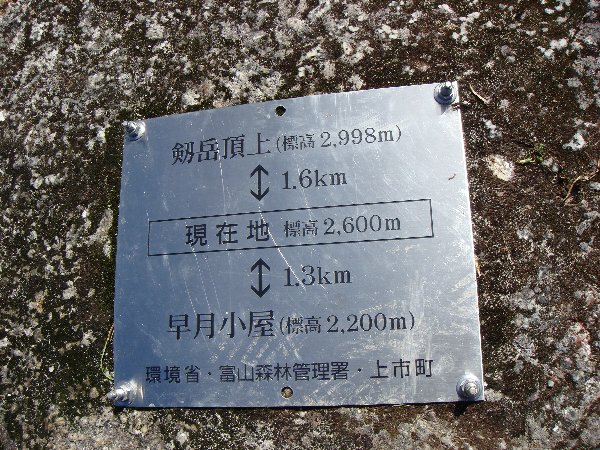 剱岳頂上(標高2,998m)
↕1.6km
現在地 標高2,600m
↕1.3km
早月小屋(標高2,200m)
環境省・富山森林管理署・上市町